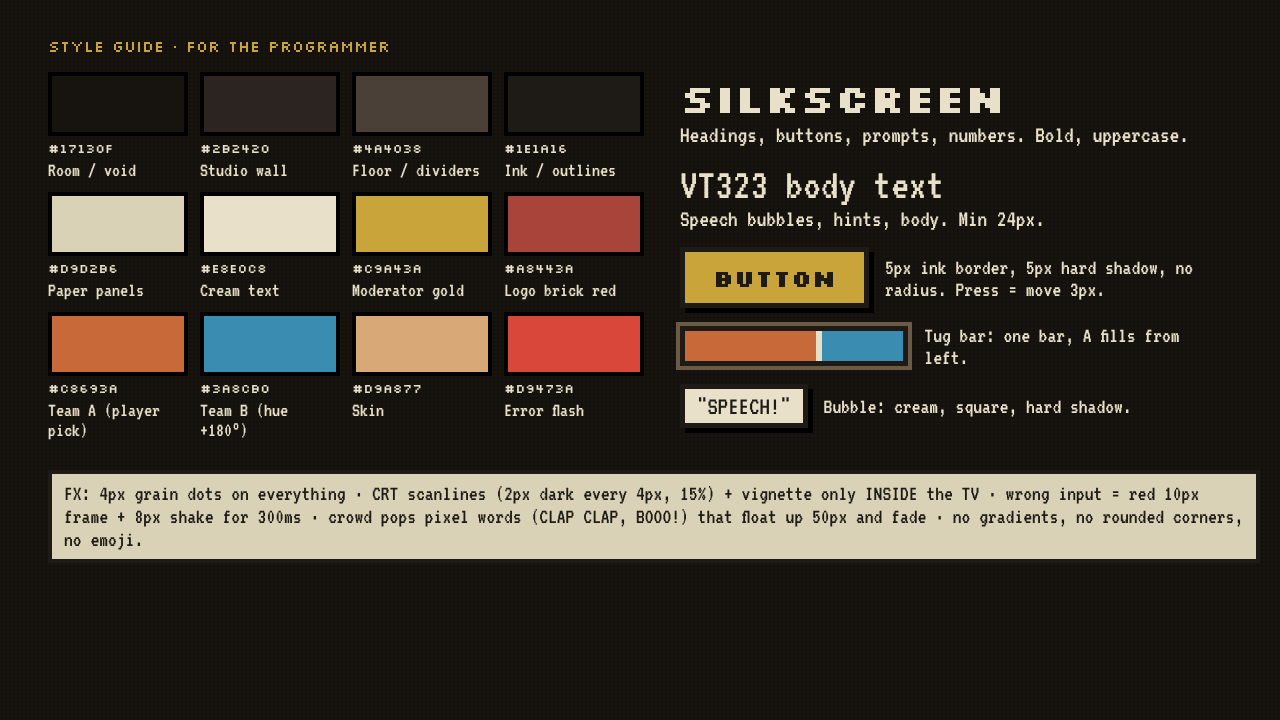 STYLE GUIDE · FOR THE PROGRAMMER
#17130F
Room / void
#2B2420
Studio wall
#4A4038
Floor / dividers
#1E1A16
Ink / outlines
#D9D2B6
Paper panels
#E8E0C8
Cream text
#C9A43A
Moderator gold
#A8443A
Logo brick red
#C8693A
Team A (player
pick)
#3A8CB0
Team B (hue
+180°)
#D9A877
Skin
#D9473A
Error flash
SILKSCREEN
Headings, buttons, prompts, numbers. Bold, uppercase.
VT323 body text
Speech bubbles, hints, body. Min 24px.
BUTTON
5px ink border, 5px hard shadow, no
radius. Press = move 3px.
Tug bar: one bar, A fills from
left.
"SPEECH!"
Bubble: cream, square, hard shadow.
FX: 4px grain dots on everything · CRT scanlines (2px dark every 4px, 15%) + vignette only INSIDE the TV · wrong input = red 10px
frame + 8px shake for 300ms · crowd pops pixel words (CLAP CLAP, BOOO!) that float up 50px and fade · no gradients, no rounded corners,
no emoji.